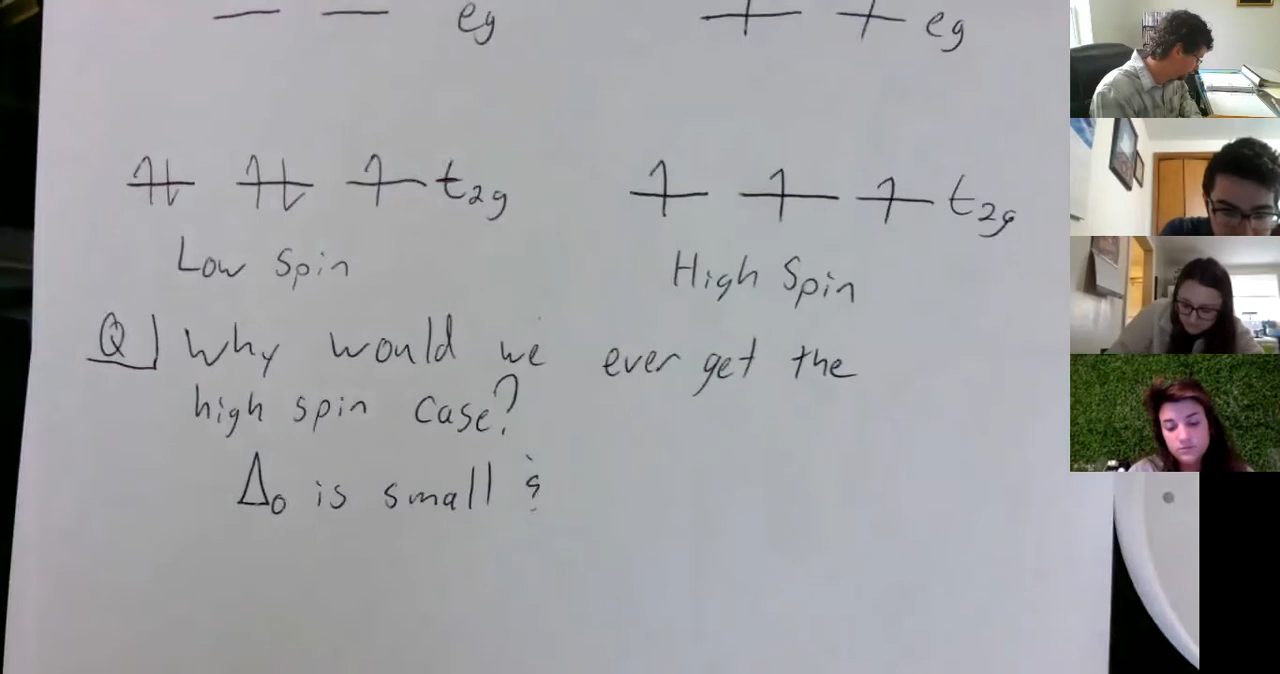 eg eg
t2g t2g
Low Spin High Spin
Q Why would we ever get the
high spin case?
Δo is small &